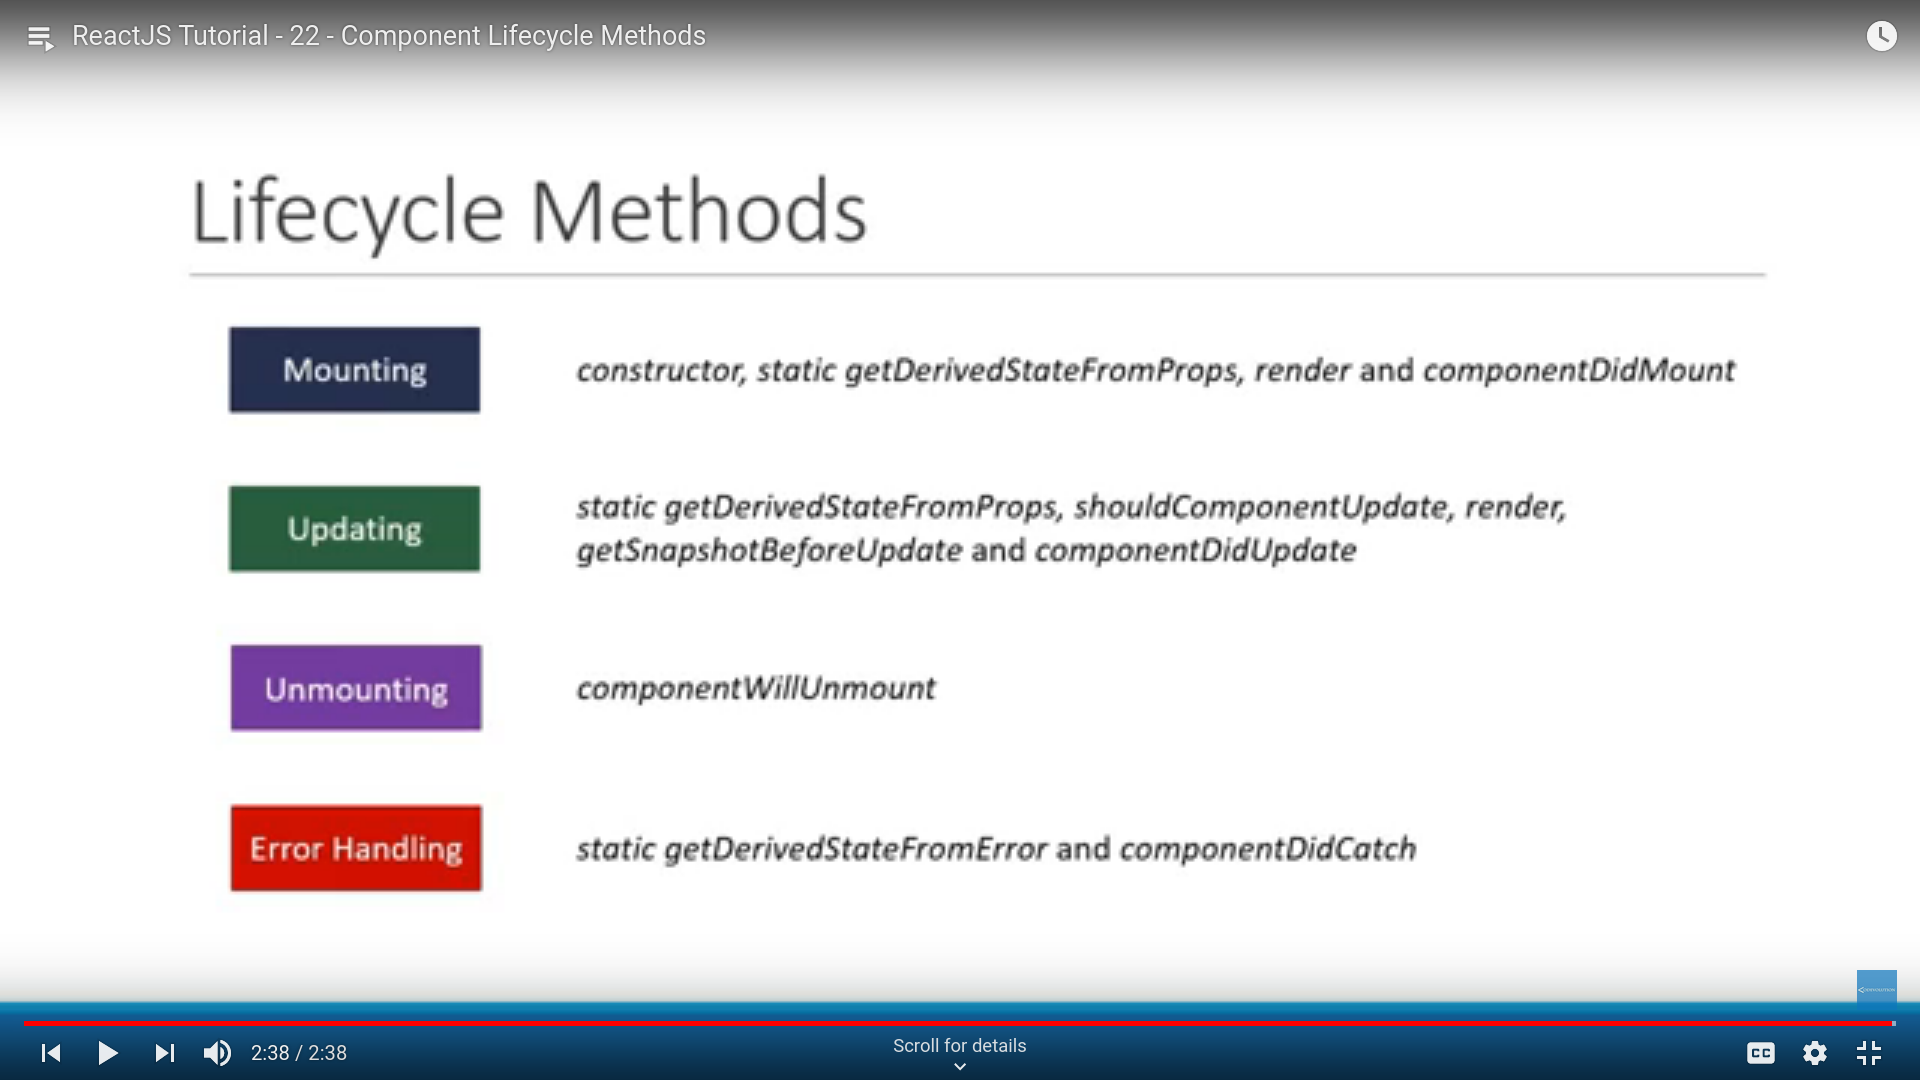 ReactJS Tutorial - 22 - Component Lifecycle Methods
Lifecycle Methods
Mounting
constructor, static getDerivedStateFromProps, render and componentDidMount
Updating
static getDerivedStateFromProps, shouldComponentUpdate, render,
getSnapshotBeforeUpdate and componentDidUpdate
Unmounting
componentWillUnmount
Error Handling
static getDerivedStateFromError and componentDidCatch
2:38 / 2:38
Scroll for details
CC